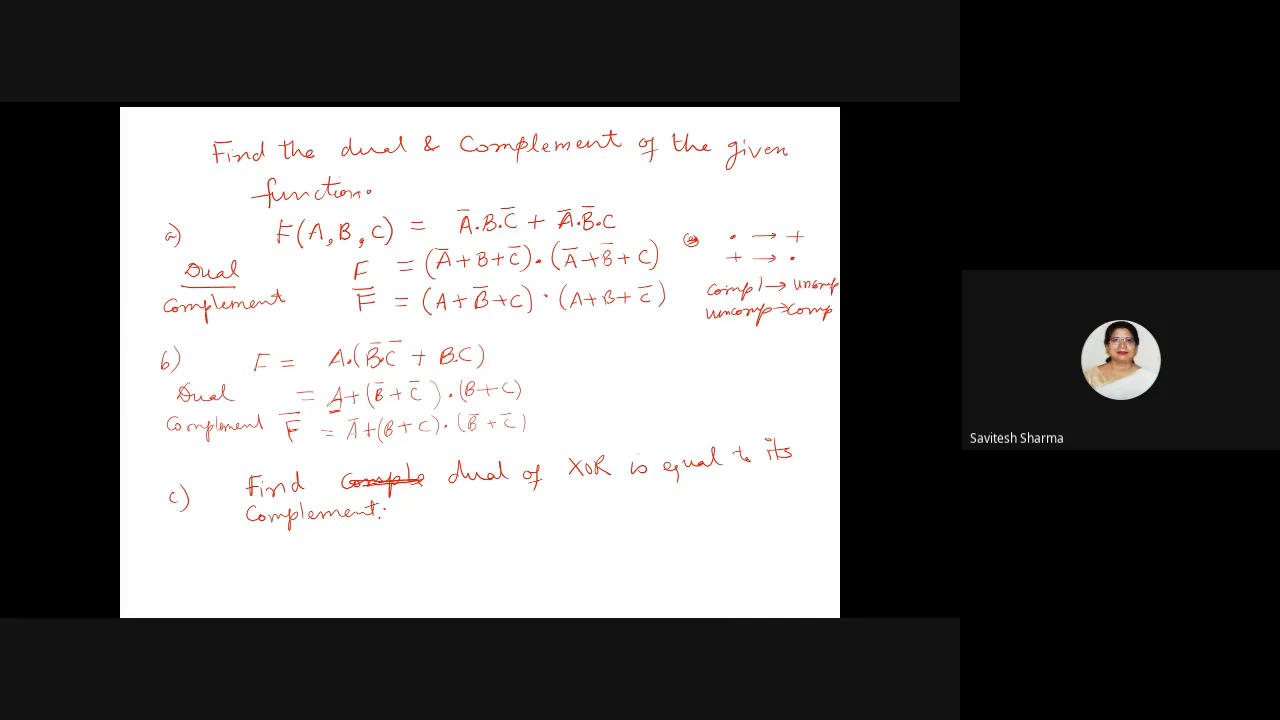 Find the dual & Complement of the given
function.
a) F(A, B, C) = A̅.B.C̅ + A̅.B̅.C
Dual F = (A̅+B+C̅).(A̅+B̅+C) . → +
+ → .
Complement F̅ = (A+B̅+C).(A+B+C̅) compl → uncomp
uncomp → comp
b) F = A.(B̅.C̅ + B.C)
Dual = A+(B̅+C̅).(B+C)
Complement F̅ = A̅+(B+C).(B̅+C̅)
c) Find Comple dual of XOR is equal to its
Complement.
Savitesh Sharma